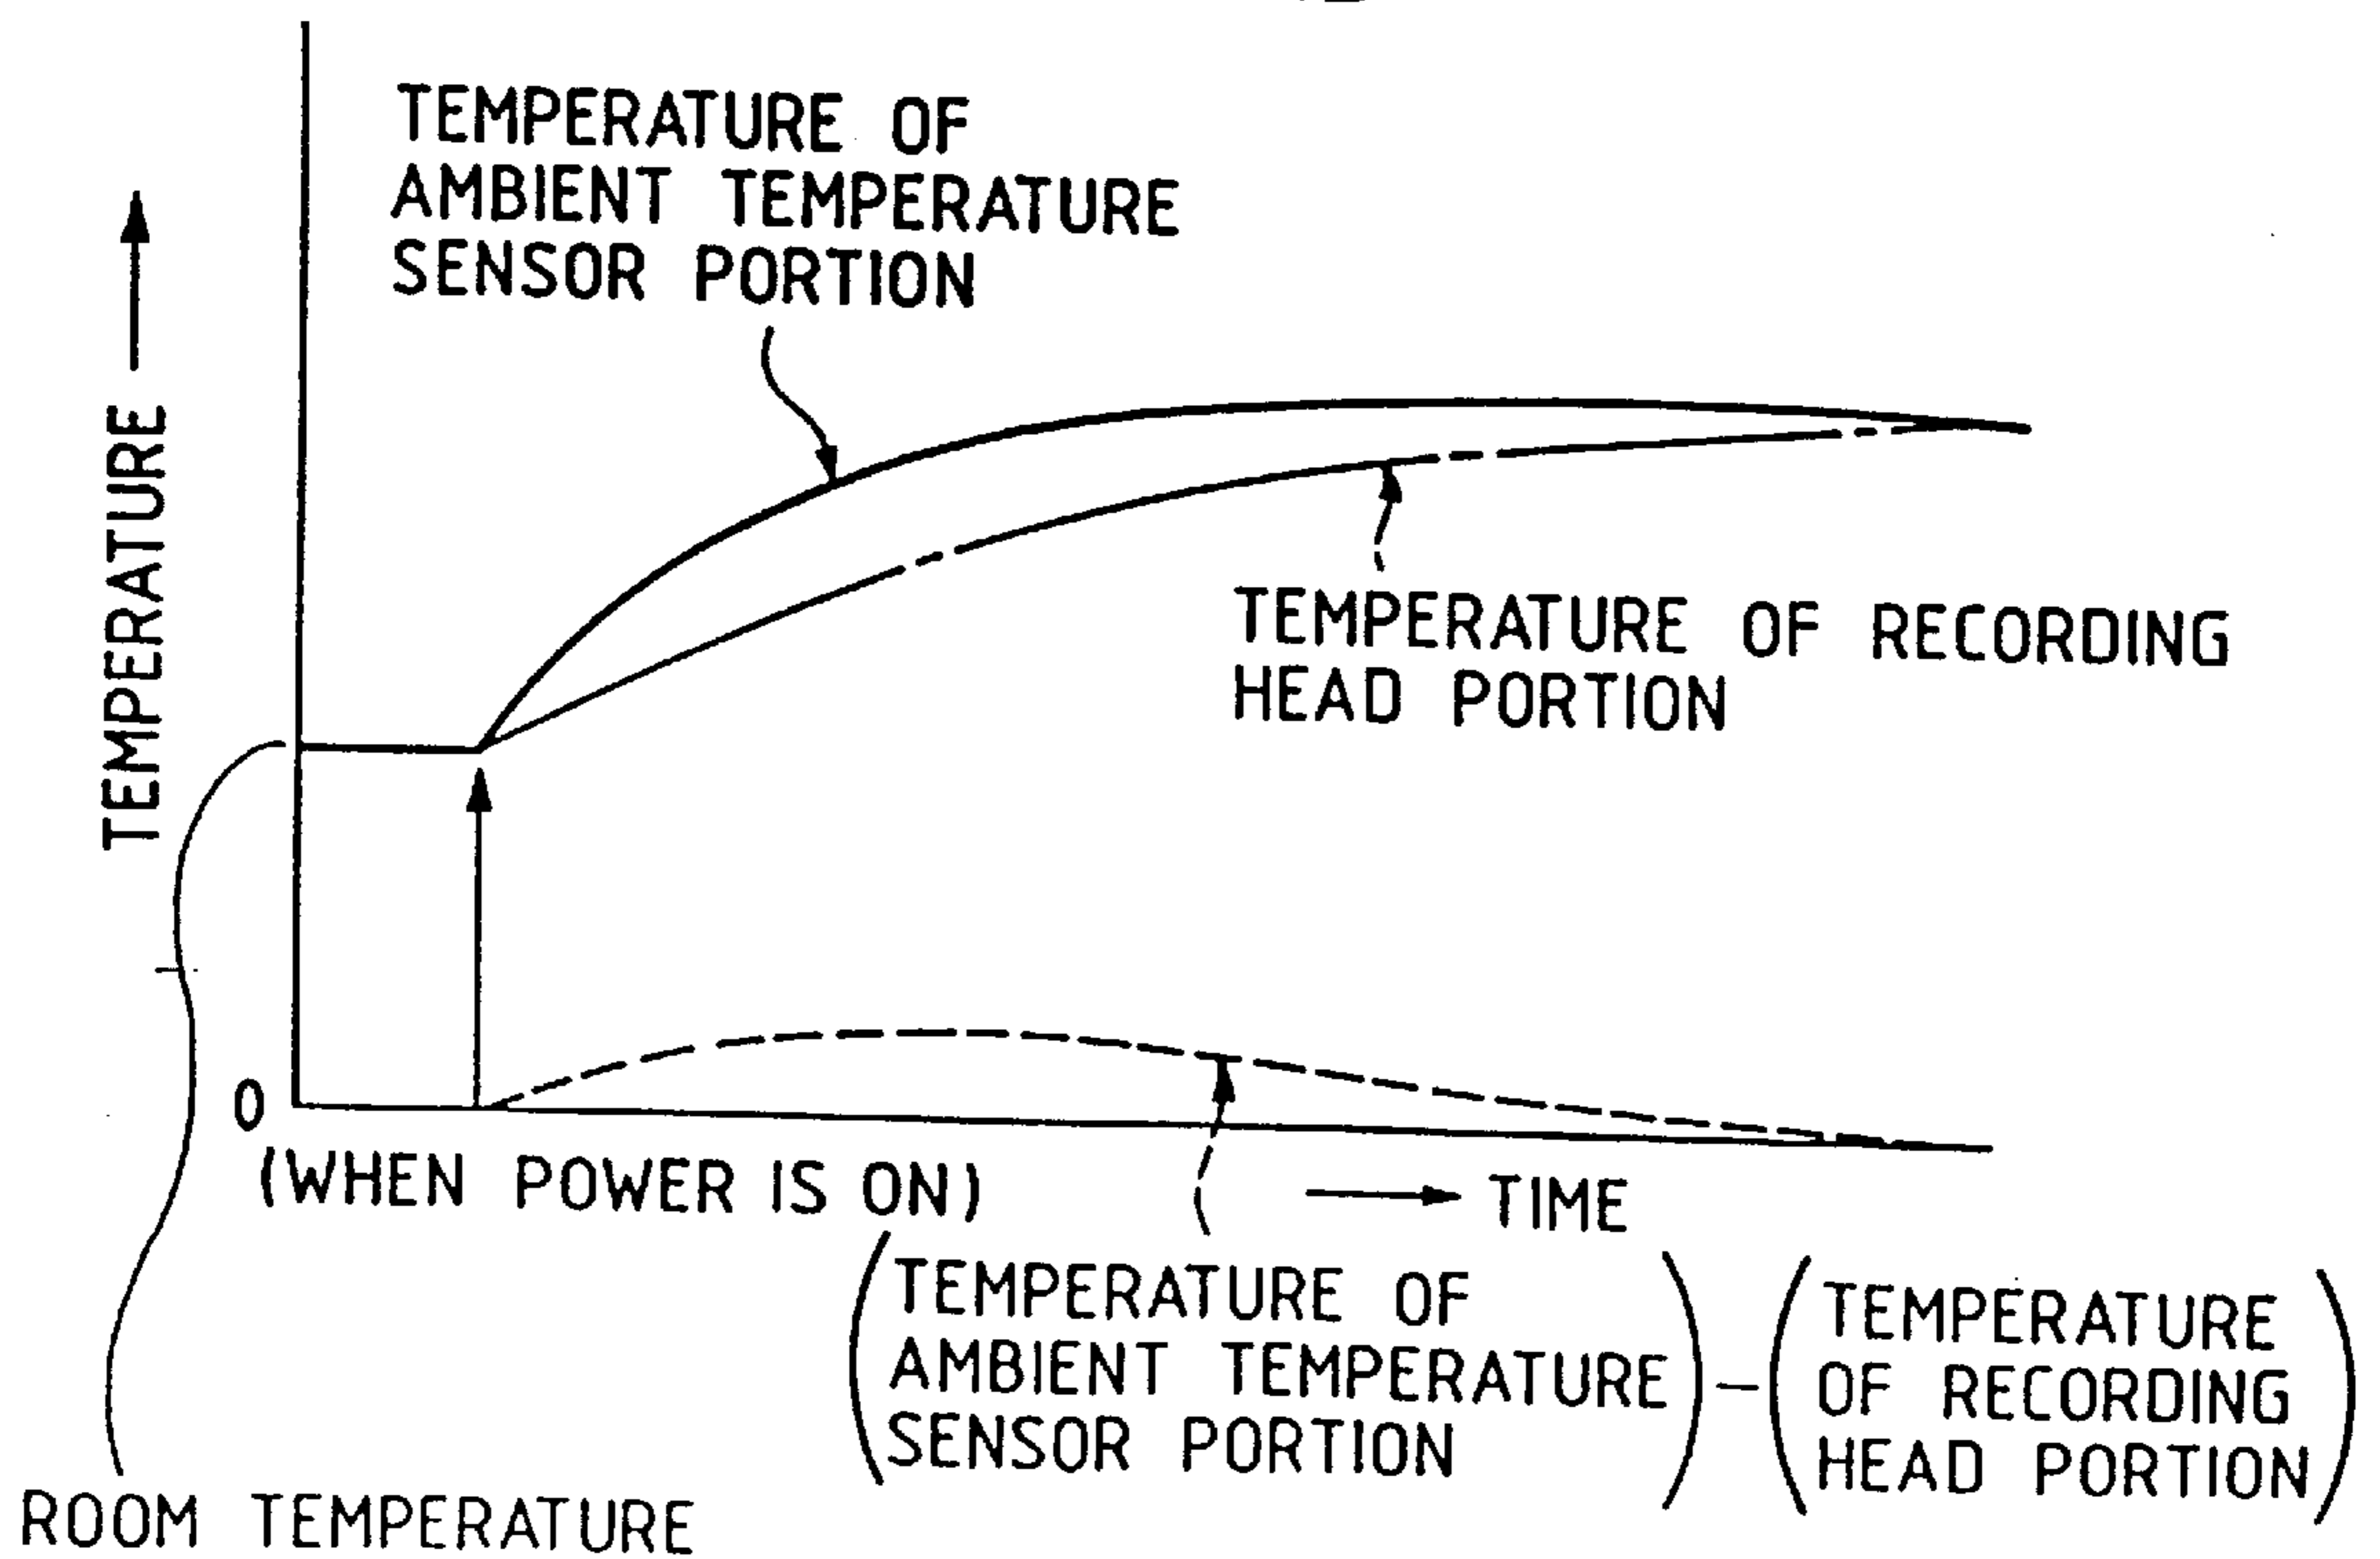 TEMPERATURE OF
AMBIENT TEMPERATURE
SENSOR PORTION
TEMPERATURE
TEMPERATURE OF RECORDING
HEAD PORTION
0
(WHEN POWER IS ON)
TIME
(TEMPERATURE OF
AMBIENT TEMPERATURE
SENSOR PORTION)
-
(TEMPERATURE
OF RECORDING
HEAD PORTION)
ROOM TEMPERATURE